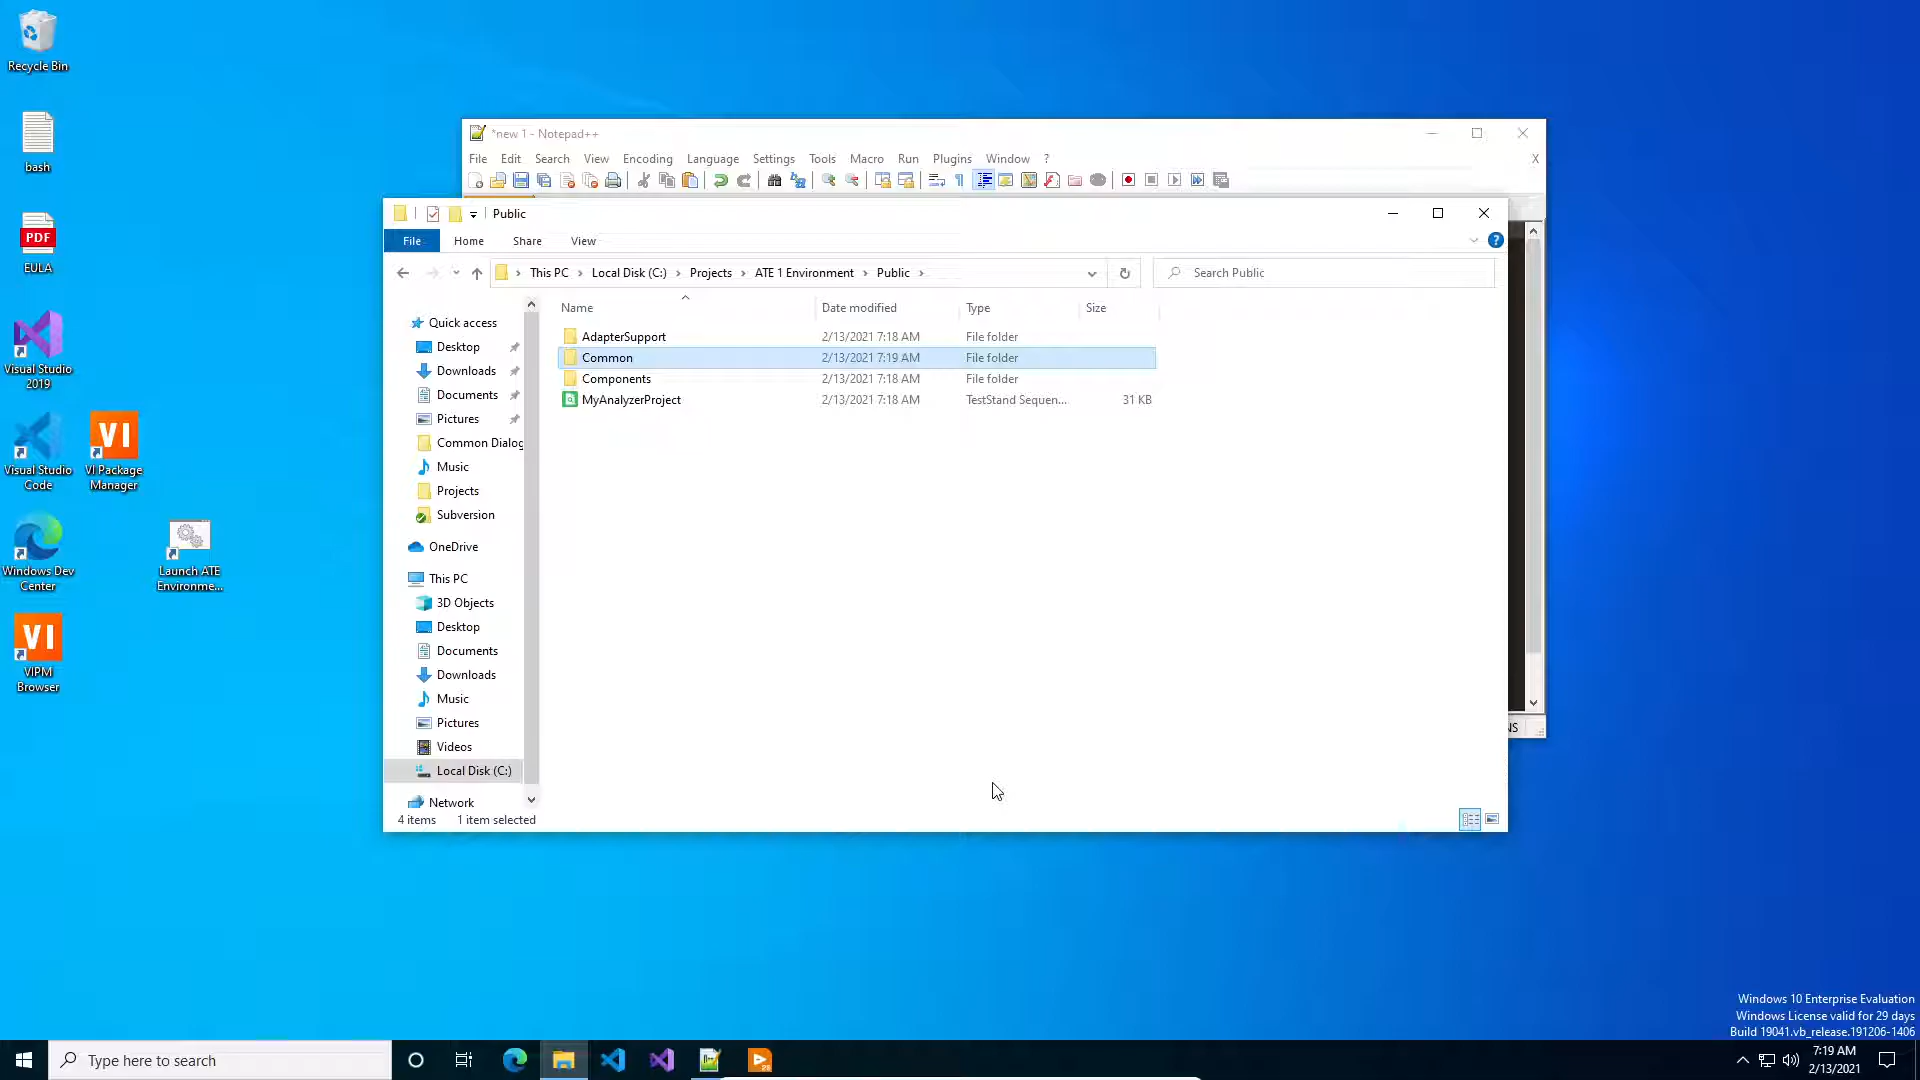 Recycle Bin
bash
PDF
EULA
Visual Studio
2019
Visual Studio
Code
VI
VI Package
Manager
Windows Dev
Center
Launch ATE
Environme...
VI
VIPM
Browser
*new 1 - Notepad++
File Edit Search View Encoding Language Settings Tools Macro Run Plugins Window ? X
Public
File Home Share View
This PC > Local Disk (C:) > Projects > ATE 1 Environment > Public >
Search Public
Name Date modified Type Size
AdapterSupport 2/13/2021 7:18 AM File folder
Common 2/13/2021 7:19 AM File folder
Components 2/13/2021 7:18 AM File folder
MyAnalyzerProject 2/13/2021 7:18 AM TestStand Sequen... 31 KB
Quick access
Desktop
Downloads
Documents
Pictures
Common Dialog
Music
Projects
Subversion
OneDrive
This PC
3D Objects
Desktop
Documents
Downloads
Music
Pictures
Videos
Local Disk (C:)
Network
4 items 1 item selected
Windows 10 Enterprise Evaluation
Windows License valid for 29 days
Build 19041.vb_release.191206-1406
Type here to search
7:19 AM
2/13/2021